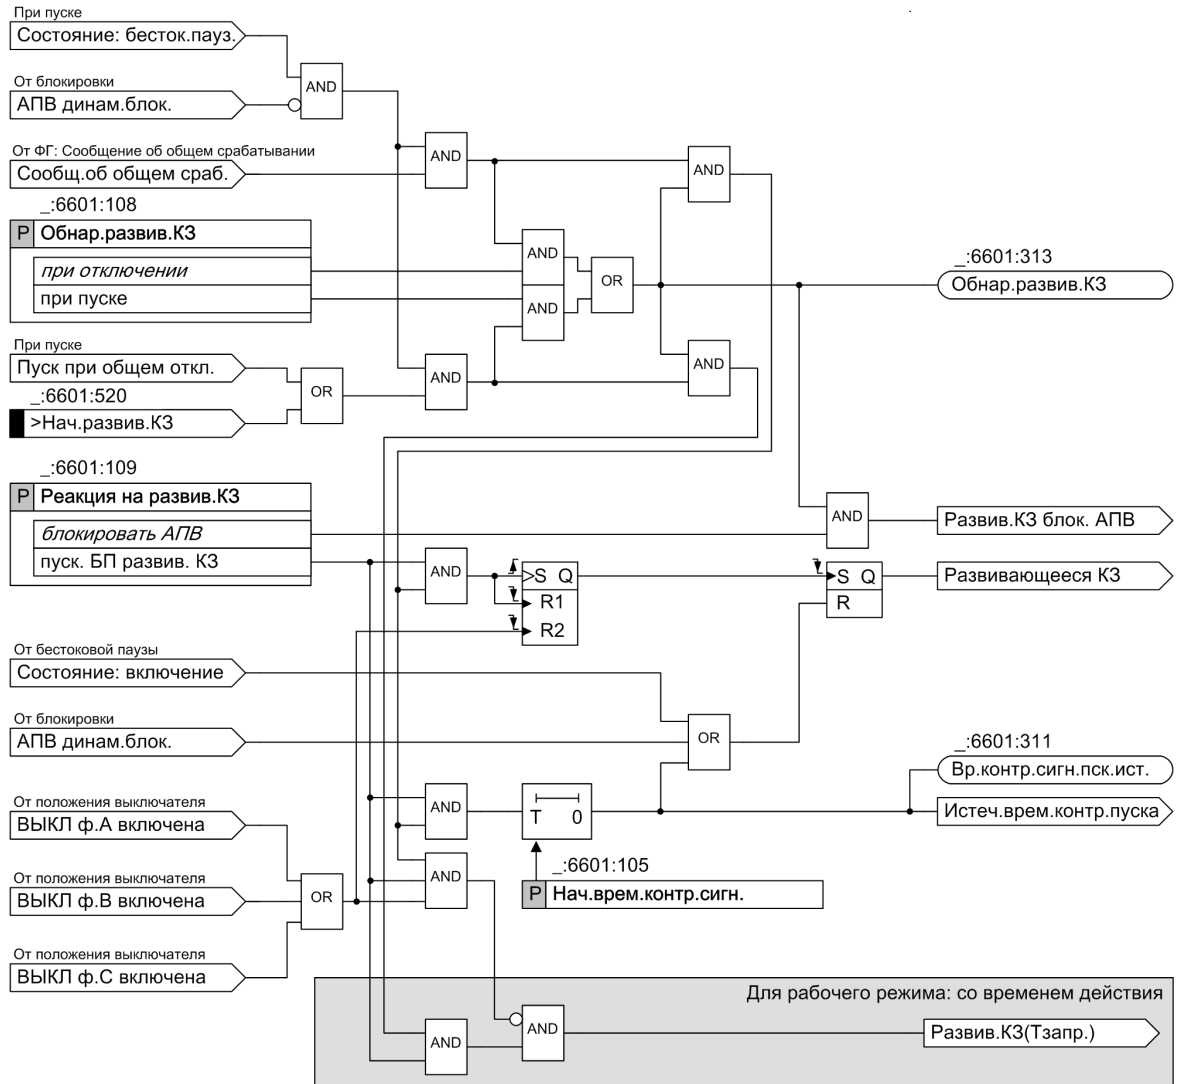 При пуске
Состояние: бесток.пауз.
От блокировки
АПВ динам.блок.
AND
От ФГ: Сообщение об общем срабатывании
Сообщ.об общем сраб.
AND
AND
_:6601:108
P Обнар.развив.КЗ
при отключении
при пуске
AND
AND
OR
_:6601:313
Обнар.развив.КЗ
При пуске
Пуск при общем откл.
_:6601:520
>Нач.развив.КЗ
OR
AND
AND
_:6601:109
P Реакция на развив.КЗ
блокировать АПВ
пуск. БП развив. КЗ
AND
Развив.КЗ блок. АПВ
AND
>S Q
R1
R2
S Q
R
Развивающееся КЗ
От бестоковой паузы
Состояние: включение
От блокировки
АПВ динам.блок.
OR
_:6601:311
Вр.контр.сигн.пск.ист.
Истеч.врем.контр.пуска
От положения выключателя
ВЫКЛ ф.А включена
AND
T 0
_:6601:105
P Нач.врем.контр.сигн.
От положения выключателя
ВЫКЛ ф.В включена
OR
AND
От положения выключателя
ВЫКЛ ф.С включена
Для рабочего режима: со временем действия
AND
AND
Развив.КЗ(Тзапр.)